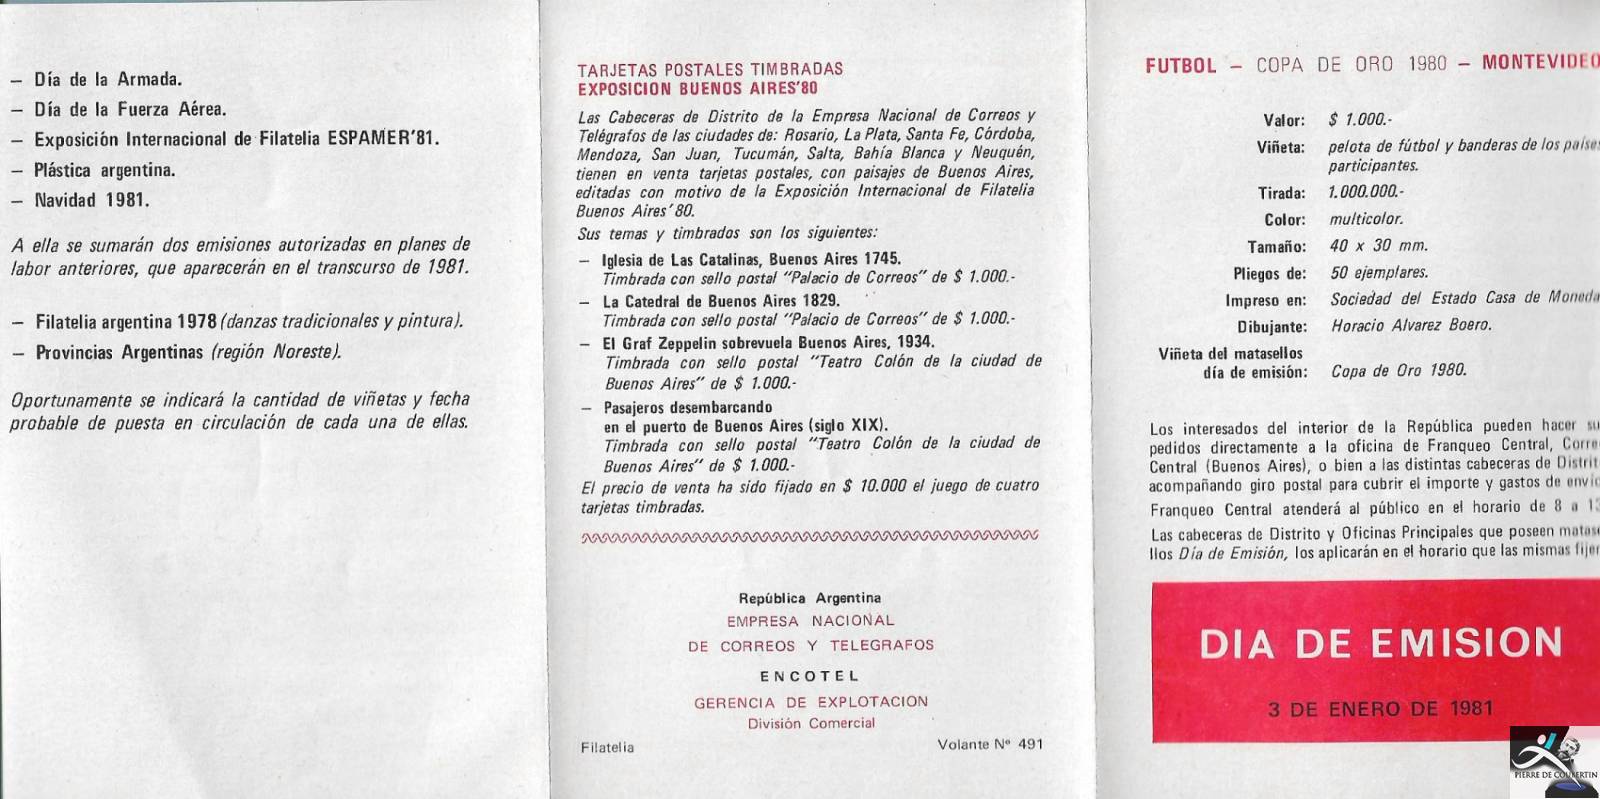 – Día de la Armada.
– Día de la Fuerza Aérea.
– Exposición Internacional de Filatelia ESPAMER'81.
– Plástica argentina.
– Navidad 1981.
A ella se sumarán dos emisiones autorizadas en planes de
labor anteriores, que aparecerán en el transcurso de 1981.
– Filatelia argentina 1978 (danzas tradicionales y pintura).
– Provincias Argentinas (región Noreste).
Oportunamente se indicará la cantidad de viñetas y fecha
probable de puesta en circulación de cada una de ellas.
TARJETAS POSTALES TIMBRADAS
EXPOSICION BUENOS AIRES'80
Las Cabeceras de Distrito de la Empresa Nacional de Correos y
Telégrafos de las ciudades de: Rosario, La Plata, Santa Fe, Córdoba,
Mendoza, San Juan, Tucumán, Salta, Bahía Blanca y Neuquén,
tienen en venta tarjetas postales, con paisajes de Buenos Aires,
editadas con motivo de la Exposición Internacional de Filatelia
Buenos Aires'80.
Sus temas y timbrados son los siguientes:
– Iglesia de Las Catalinas, Buenos Aires 1745.
Timbrada con sello postal "Palacio de Correos" de $ 1.000.-
– La Catedral de Buenos Aires 1829.
Timbrada con sello postal "Palacio de Correos" de $ 1.000.-
– El Graf Zeppelin sobrevuela Buenos Aires, 1934.
Timbrada con sello postal "Teatro Colón de la ciudad de
Buenos Aires" de $ 1.000.-
– Pasajeros desembarcando
en el puerto de Buenos Aires (siglo XIX).
Timbrada con sello postal "Teatro Colón de la ciudad de
Buenos Aires" de $ 1.000.-
El precio de venta ha sido fijado en $ 10.000 el juego de cuatro
tarjetas timbradas.
República Argentina
EMPRESA NACIONAL
DE CORREOS Y TELEGRAFOS
ENCOTEL
GERENCIA DE EXPLOTACION
División Comercial
Filatelia Volante Nº 491
FUTBOL – COPA DE ORO 1980 – MONTEVIDEO
Valor: $ 1.000.-
Viñeta: pelota de fútbol y banderas de los países
participantes.
Tirada: 1.000.000.-
Color: multicolor.
Tamaño: 40 x 30 mm.
Pliegos de: 50 ejemplares.
Impreso en: Sociedad del Estado Casa de Moneda
Dibujante: Horacio Alvarez Boero.
Viñeta del matasellos
día de emisión: Copa de Oro 1980.
Los interesados del interior de la República pueden hacer su
pedidos directamente a la oficina de Franqueo Central, Corre
Central (Buenos Aires), o bien a las distintas cabeceras de Distrit
acompañando giro postal para cubrir el importe y gastos de envío
Franqueo Central atenderá al público en el horario de 8 a 13
Las cabeceras de Distrito y Oficinas Principales que poseen matase
llos Día de Emisión, los aplicarán en el horario que las mismas fijen
DIA DE EMISION
3 DE ENERO DE 1981
PIERRE DE COUBERTIN